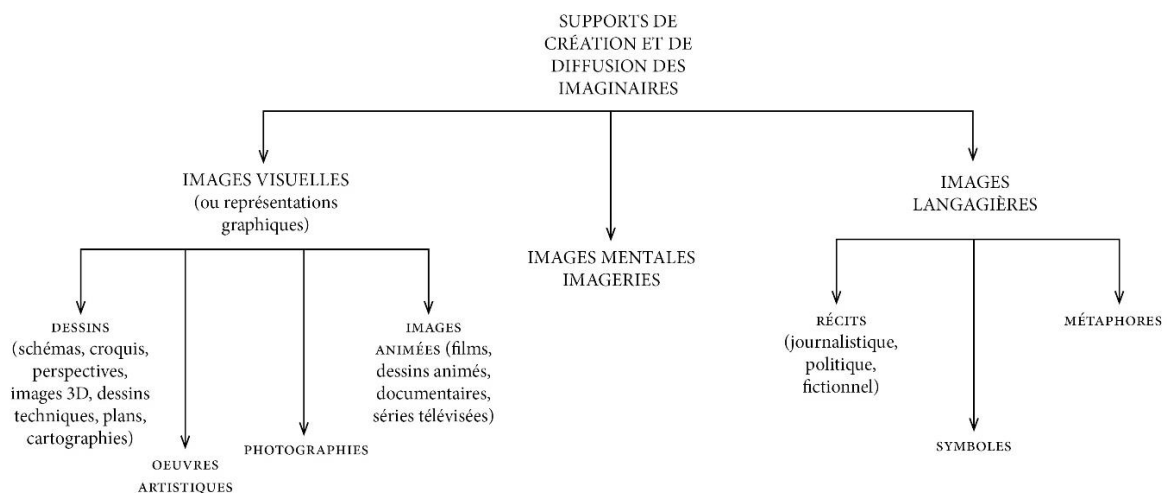 SUPPORTS DE
CRÉATION ET DE
DIFFUSION DES
IMAGINAIRES
IMAGES VISUELLES
(ou représentations
graphiques)
IMAGES MENTALES
IMAGERIES
IMAGES
LANGAGIÈRES
DESSINS
(schémas, croquis,
perspectives,
images 3D, dessins
techniques, plans,
cartographies)
OEUVRES
ARTISTIQUES
PHOTOGRAPHIES
IMAGES
ANIMÉES (films,
dessins animés,
documentaires,
séries télévisées)
RÉCITS
(journalistique,
politique,
fictionnel)
SYMBOLES
MÉTAPHORES